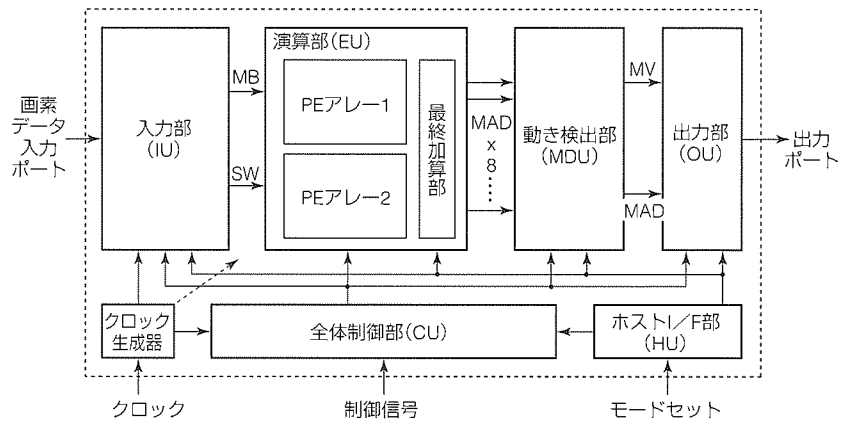 画素
データ
入力
ポート
入力部
(IU)
MB
SW
演算部(EU)
PEアレー1
PEアレー2
最終加算部
MAD
x
8
……
動き検出部
(MDU)
MV
MAD
出力部
(OU)
出力
ポート
クロック
生成器
全体制御部(CU)
ホストI/F部
(HU)
クロック
制御信号
モードセット